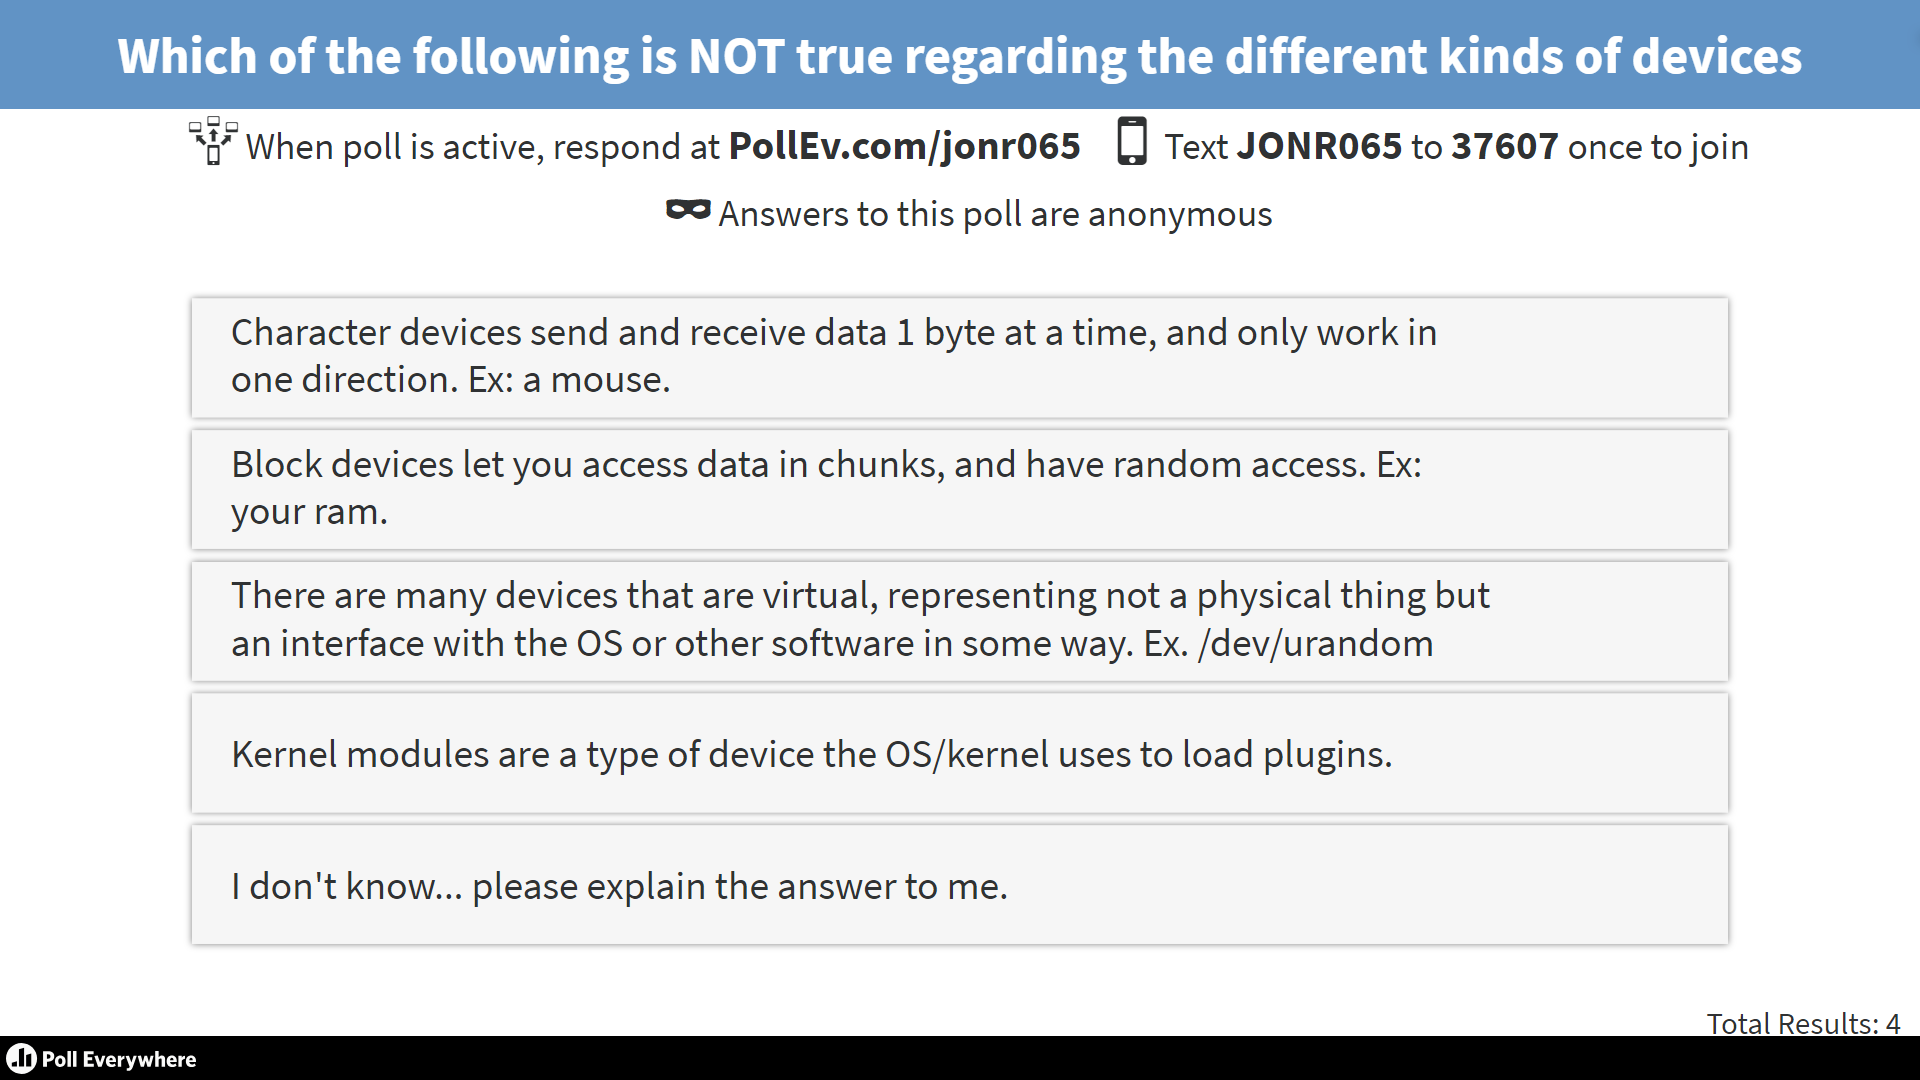 Which of the following is NOT true regarding the different kinds of devices
When poll is active, respond at PollEv.com/jonr065 Text JONR065 to 37607 once to join
Answers to this poll are anonymous
Character devices send and receive data 1 byte at a time, and only work in
one direction. Ex: a mouse.
Block devices let you access data in chunks, and have random access. Ex:
your ram.
There are many devices that are virtual, representing not a physical thing but
an interface with the OS or other software in some way. Ex. /dev/urandom
Kernel modules are a type of device the OS/kernel uses to load plugins.
I don't know... please explain the answer to me.
Total Results: 4
Poll Everywhere